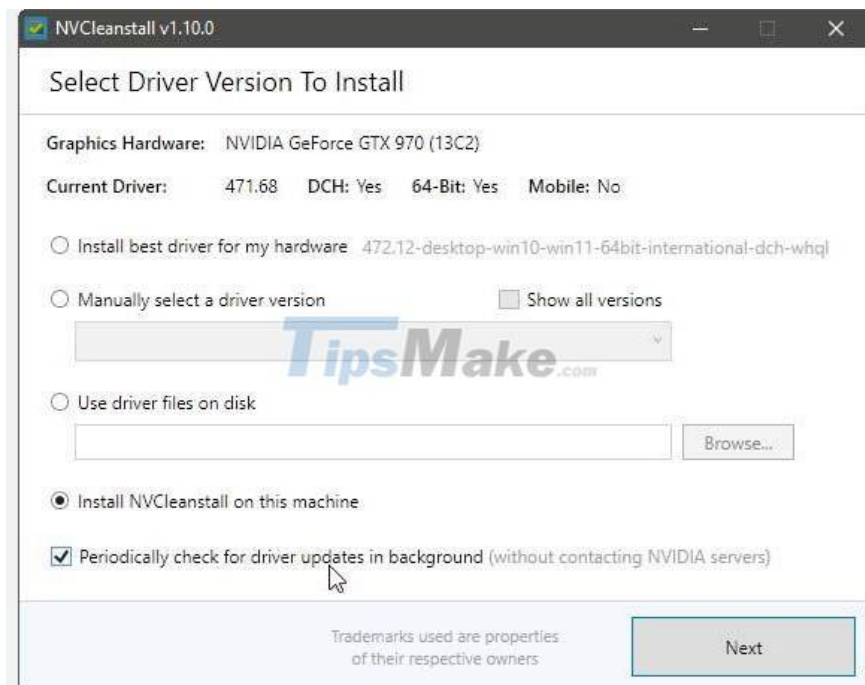 NVCleanstall v1.10.0
Select Driver Version To Install
Graphics Hardware: NVIDIA GeForce GTX 970 (13C2)
Current Driver: 471.68 DCH: Yes 64-Bit: Yes Mobile: No
Install best driver for my hardware 472.12-desktop-win10-win11-64bit-international-dch-whql
Manually select a driver version Show all versions
TipsMake.com
Use driver files on disk
Browse...
Install NVCleanstall on this machine
Periodically check for driver updates in background (without contacting NVIDIA servers)
Trademarks used are properties
of their respective owners
Next